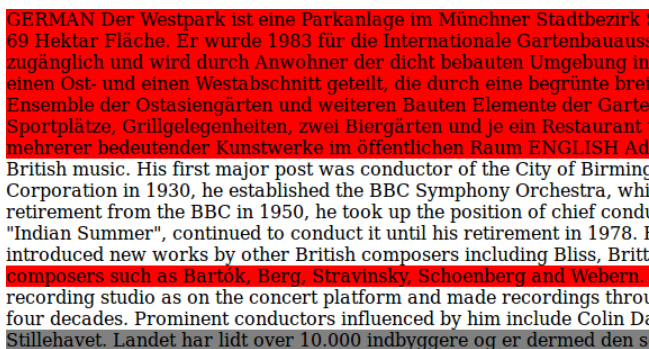 GERMAN Der Westpark ist eine Parkanlage im Münchner Stadtbezirk
69 Hektar Fläche. Er wurde 1983 für die Internationale Gartenbauauss
zugänglich und wird durch Anwohner der dicht bebauten Umgebung in
einen Ost- und einen Westabschnitt geteilt, die durch eine begrünte brei
Ensemble der Ostasiengärten und weiteren Bauten Elemente der Garte
Sportplätze, Grillgelegenheiten, zwei Biergärten und je ein Restaurant
mehrerer bedeutender Kunstwerke im öffentlichen Raum ENGLISH Ad
British music. His first major post was conductor of the City of Birming
Corporation in 1930, he established the BBC Symphony Orchestra, whi
retirement from the BBC in 1950, he took up the position of chief condu
"Indian Summer", continued to conduct it until his retirement in 1978.
introduced new works by other British composers including Bliss, Britt
composers such as Bartók, Berg, Stravinsky, Schoenberg and Webern.
recording studio as on the concert platform and made recordings throu
four decades. Prominent conductors influenced by him include Colin Da
Stillehavet. Landet har lidt over 10.000 indbyggere og er dermed den s